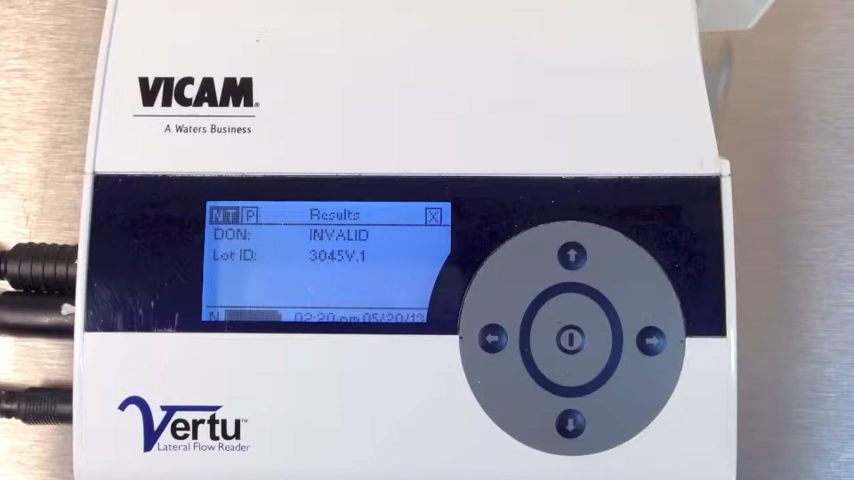 VICAM®
A Waters Business
NT P Results X
DON: INVALID
Lot ID: 3045V.1
N 02:20 pm 05/20/13
Vertu™
Lateral Flow Reader